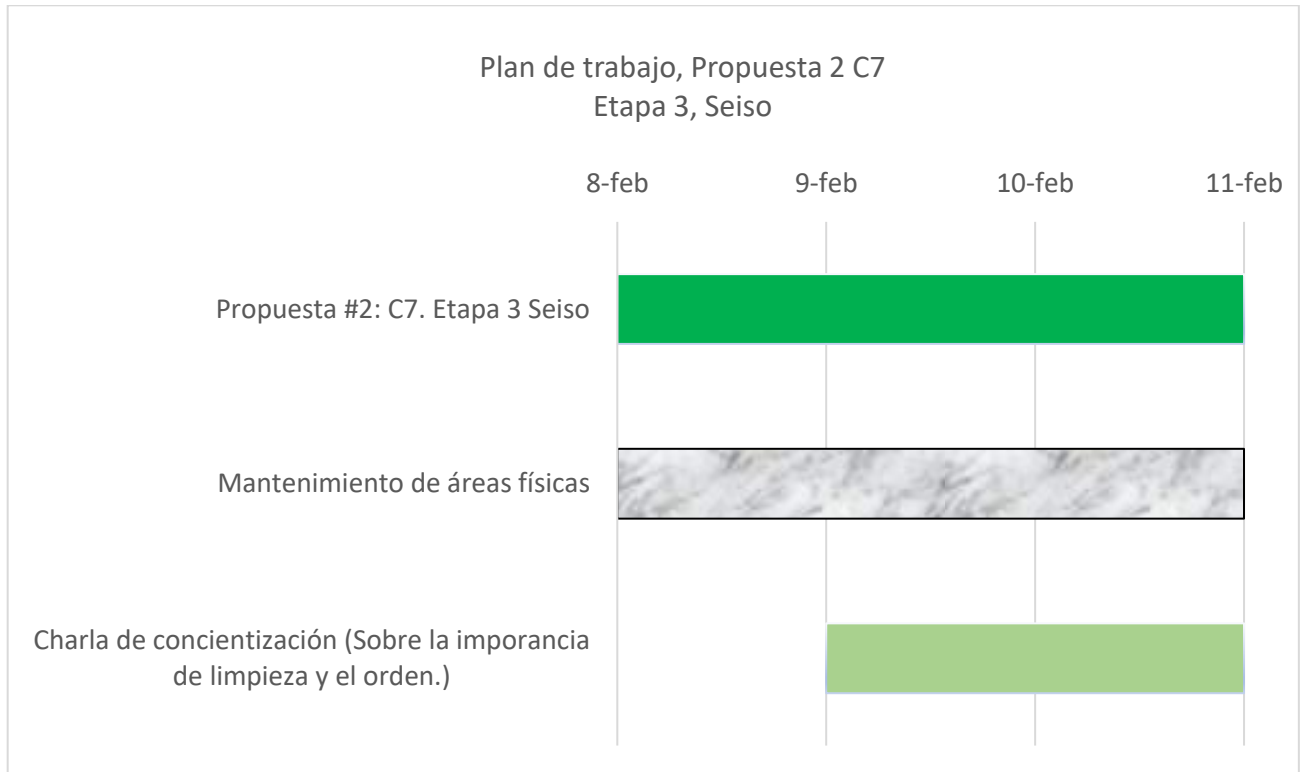 Plan de trabajo, Propuesta 2 C7
Etapa 3, Seiso
8-feb 9-feb 10-feb 11-feb
Propuesta #2: C7. Etapa 3 Seiso
Mantenimiento de áreas físicas
Charla de concientización (Sobre la imporancia
de limpieza y el orden.)